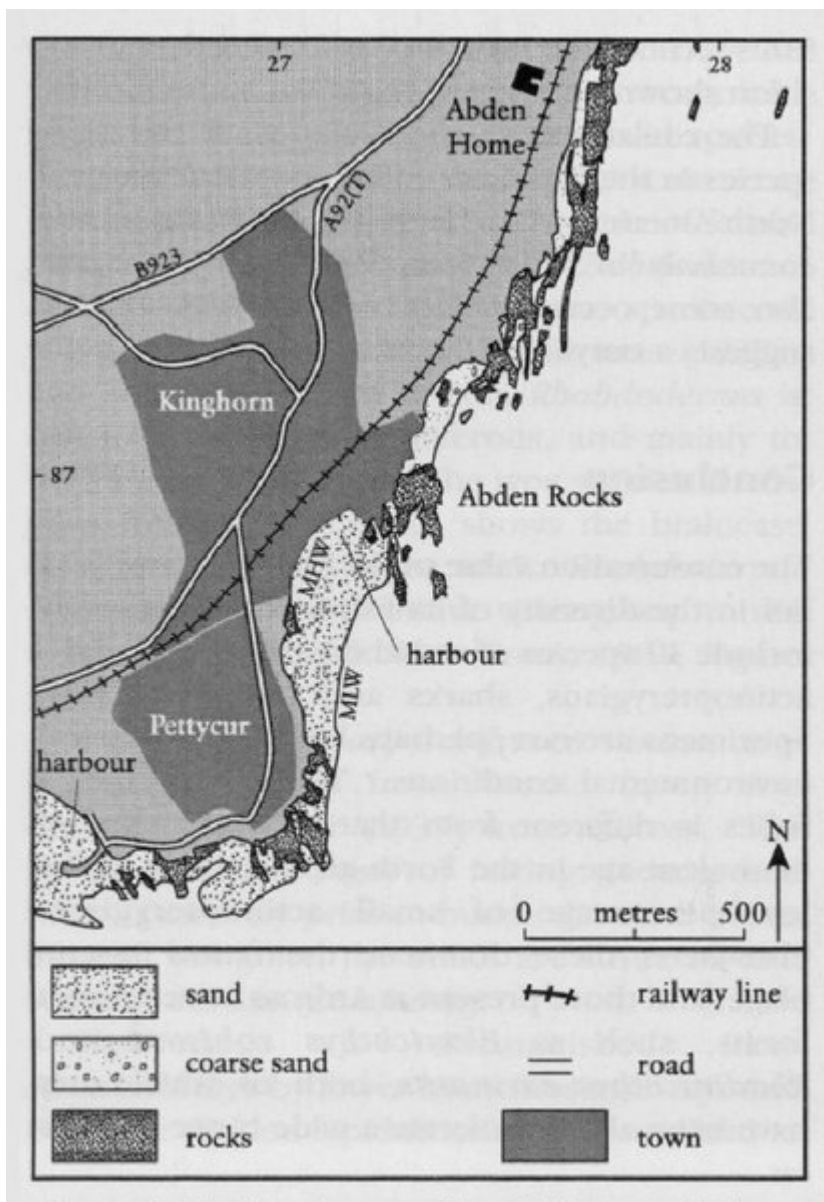 27
28
Abden
Home
A92(T)
B923
Kinghorn
87
Abden Rocks
MHW
harbour
MLW
Pettycur
harbour
N
0 metres 500
sand
railway line
coarse sand
road
rocks
town